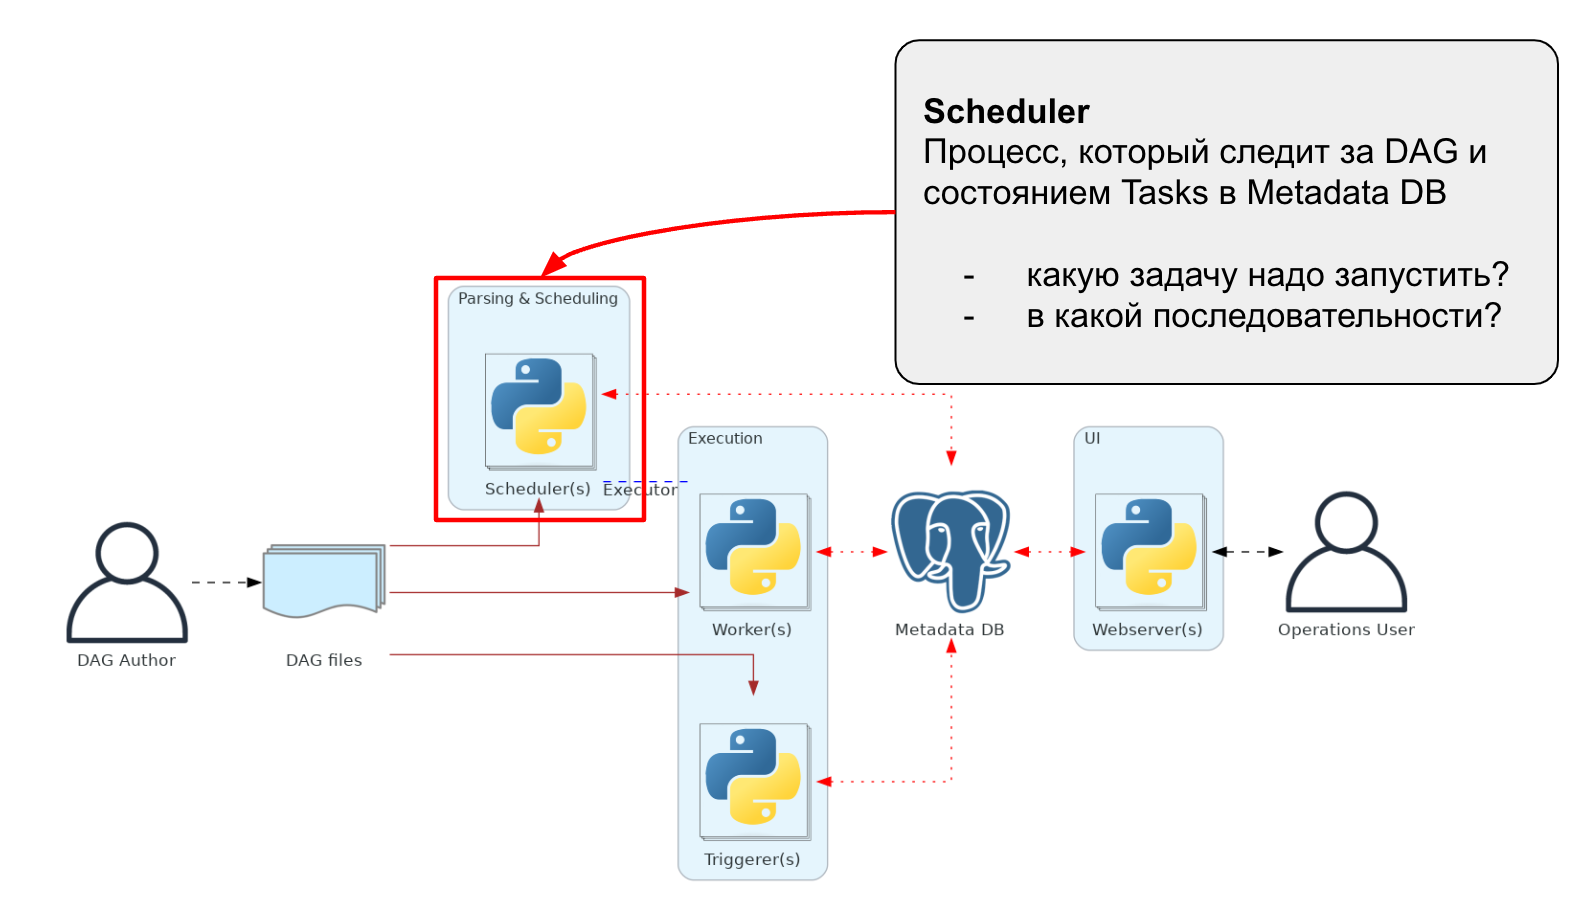 Scheduler
Процесс, который следит за DAG и
состоянием Tasks в Metadata DB
- какую задачу надо запустить?
- в какой последовательности?
Parsing & Scheduling
Scheduler(s)
Executor
Execution
Worker(s)
Triggerer(s)
Metadata DB
UI
Webserver(s)
Operations User
DAG Author
DAG files